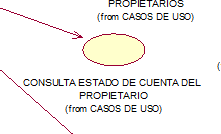 PROPIETARIOS
(from CASOS DE USO)
(
CONSULTA ESTADO DE CUENTA DEL
PROPIETARIO
(from CASOS DE USO)